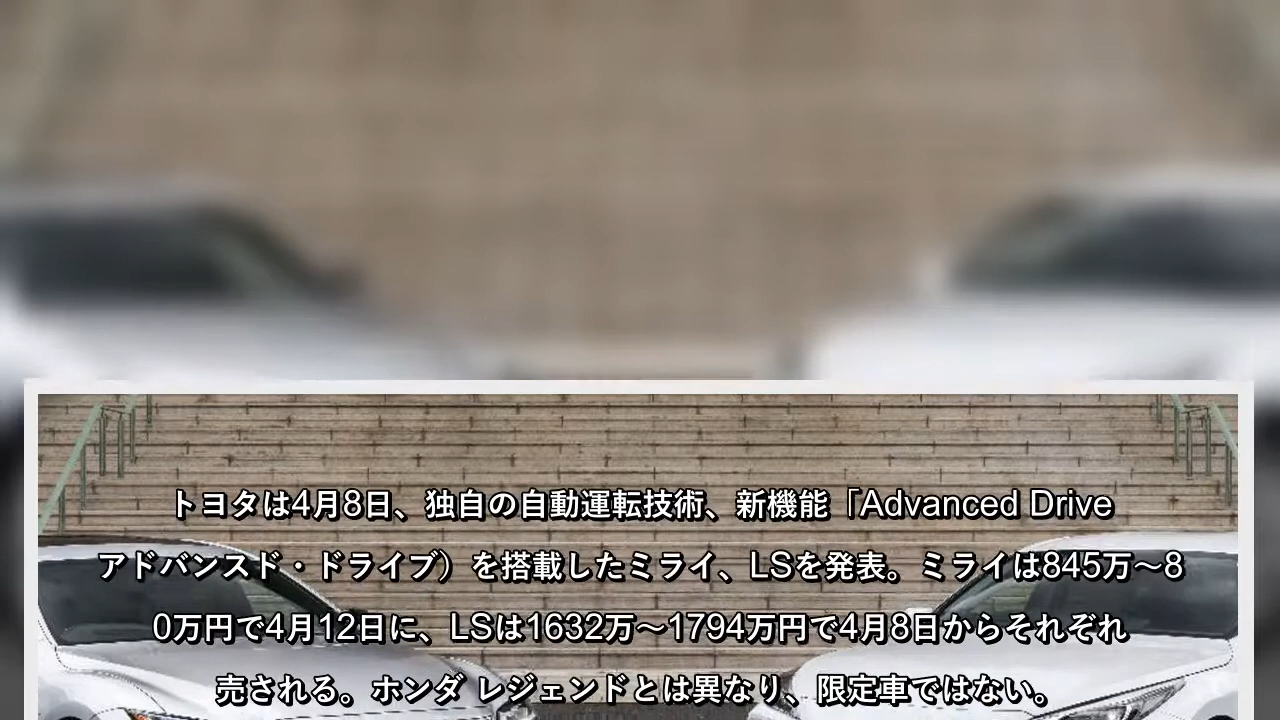 トヨタは4月8日、独自の自動運転技術、新機能「Advanced Drive
アドバンスド・ドライブ）を搭載したミライ、LSを発表。ミライは845万～8
0万円で4月12日に、LSは1632万～1794万円で4月8日からそれぞれ
売される。ホンダ レジェンドとは異なり、限定車ではない。